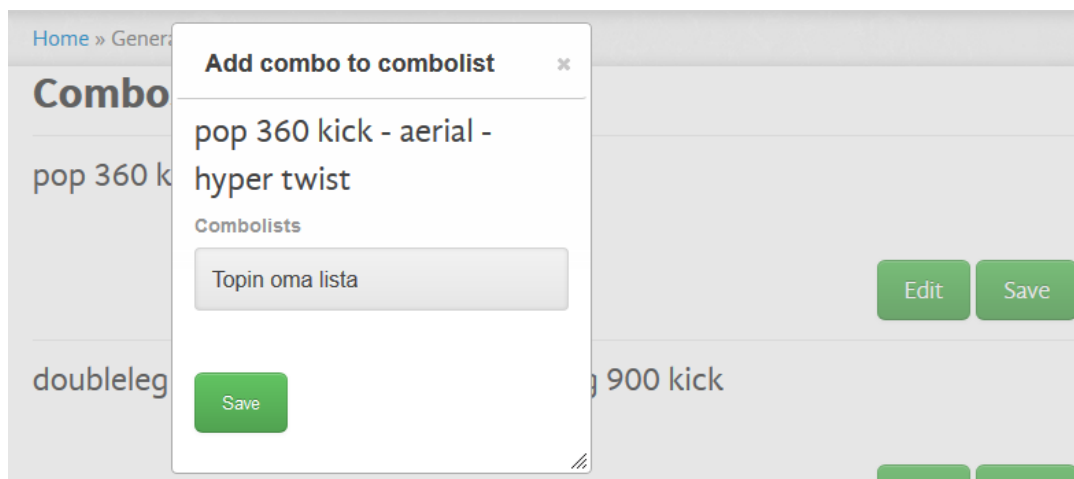 Home » Genera
Combo
Add combo to combolist ×
pop 360 kick - aerial -
hyper twist
Combolists
Topin oma lista
Save
pop 360 k
Edit Save
doubleleg
900 kick